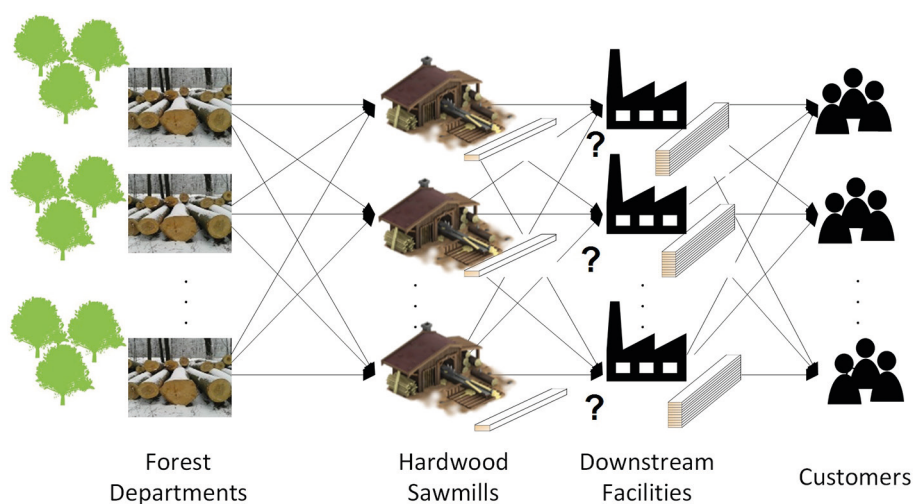 ?
?
?
Forest
Departments
Hardwood
Sawmills
Downstream
Facilities
Customers